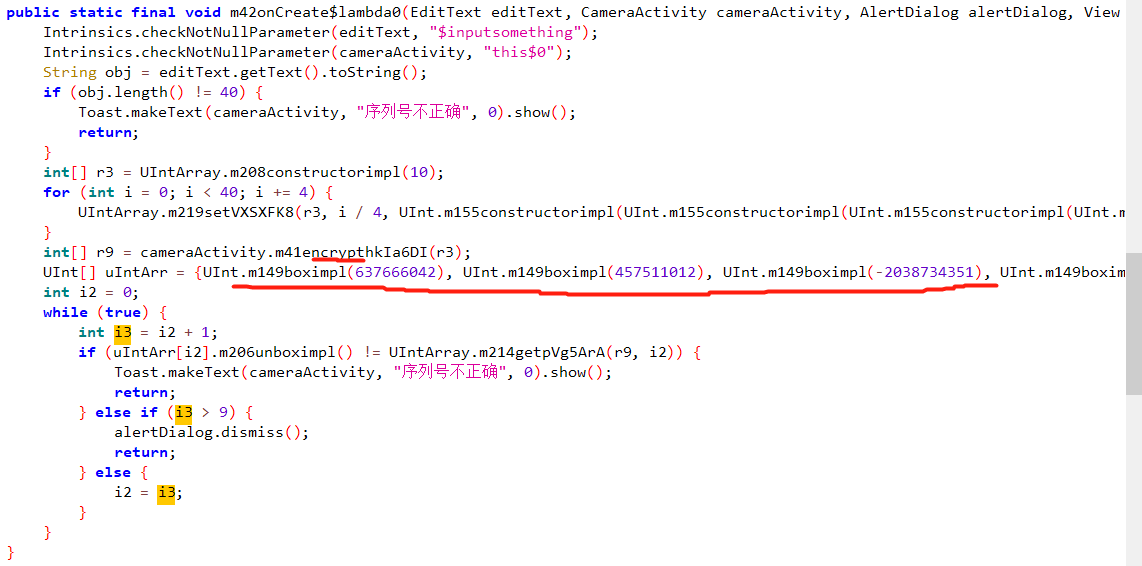 public static final void m42onCreate$lambda0(EditText editText, CameraActivity cameraActivity, AlertDialog alertDialog, View
    Intrinsics.checkNotNullParameter(editText, "$inputsomething");
    Intrinsics.checkNotNullParameter(cameraActivity, "this$0");
    String obj = editText.getText().toString();
    if (obj.length() != 40) {
        Toast.makeText(cameraActivity, "序列号不正确", 0).show();
        return;
    }
    int[] r3 = UIntArray.m208constructorimpl(10);
    for (int i = 0; i < 40; i += 4) {
        UIntArray.m219setVXSXFK8(r3, i / 4, UInt.m155constructorimpl(UInt.m155constructorimpl(UInt.m155constructorimpl(UInt.m
    }
    int[] r9 = cameraActivity.m41encrypthkIa6DI(r3);
    UInt[] uIntArr = {UInt.m149boximpl(637666042), UInt.m149boximpl(457511012), UInt.m149boximpl(-2038734351), UInt.m149boxim
    int i2 = 0;
    while (true) {
        int i3 = i2 + 1;
        if (uIntArr[i2].m206unboximpl() != UIntArray.m214getpVg5ArA(r9, i2)) {
            Toast.makeText(cameraActivity, "序列号不正确", 0).show();
            return;
        } else if (i3 > 9) {
            alertDialog.dismiss();
            return;
        } else {
            i2 = i3;
        }
    }
}